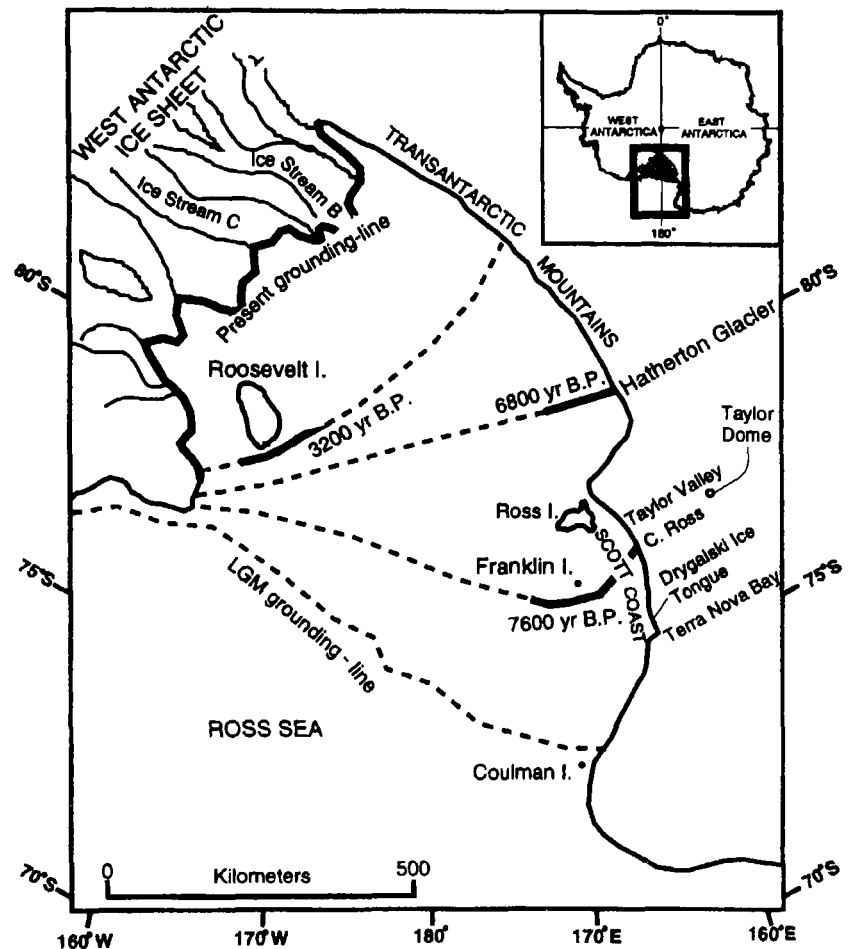 WEST ANTARCTIC
ICE SHEET
Ice Stream B
Ice Stream C
TRANSANTARCTIC
MOUNTAINS
0°
WEST
ANTARCTICA
EAST
ANTARCTICA
180°
80°S
80°S
Present grounding-line
Hatherton Glacier
Roosevelt I.
6800 yr B.P.
3200 yr B.P.
Taylor
Dome
Taylor Valley
Ross I.
C. Ross
SCOTT
COAST
Franklin I.
Drygalski Ice
Tongue
75°S
75°S
7600 yr B.P.
Terra Nova Bay
LGM grounding-line
ROSS SEA
Coulman I.
0
Kilometers
500
70°S
70°S
160°W
170°W
180°
170°E
160°E